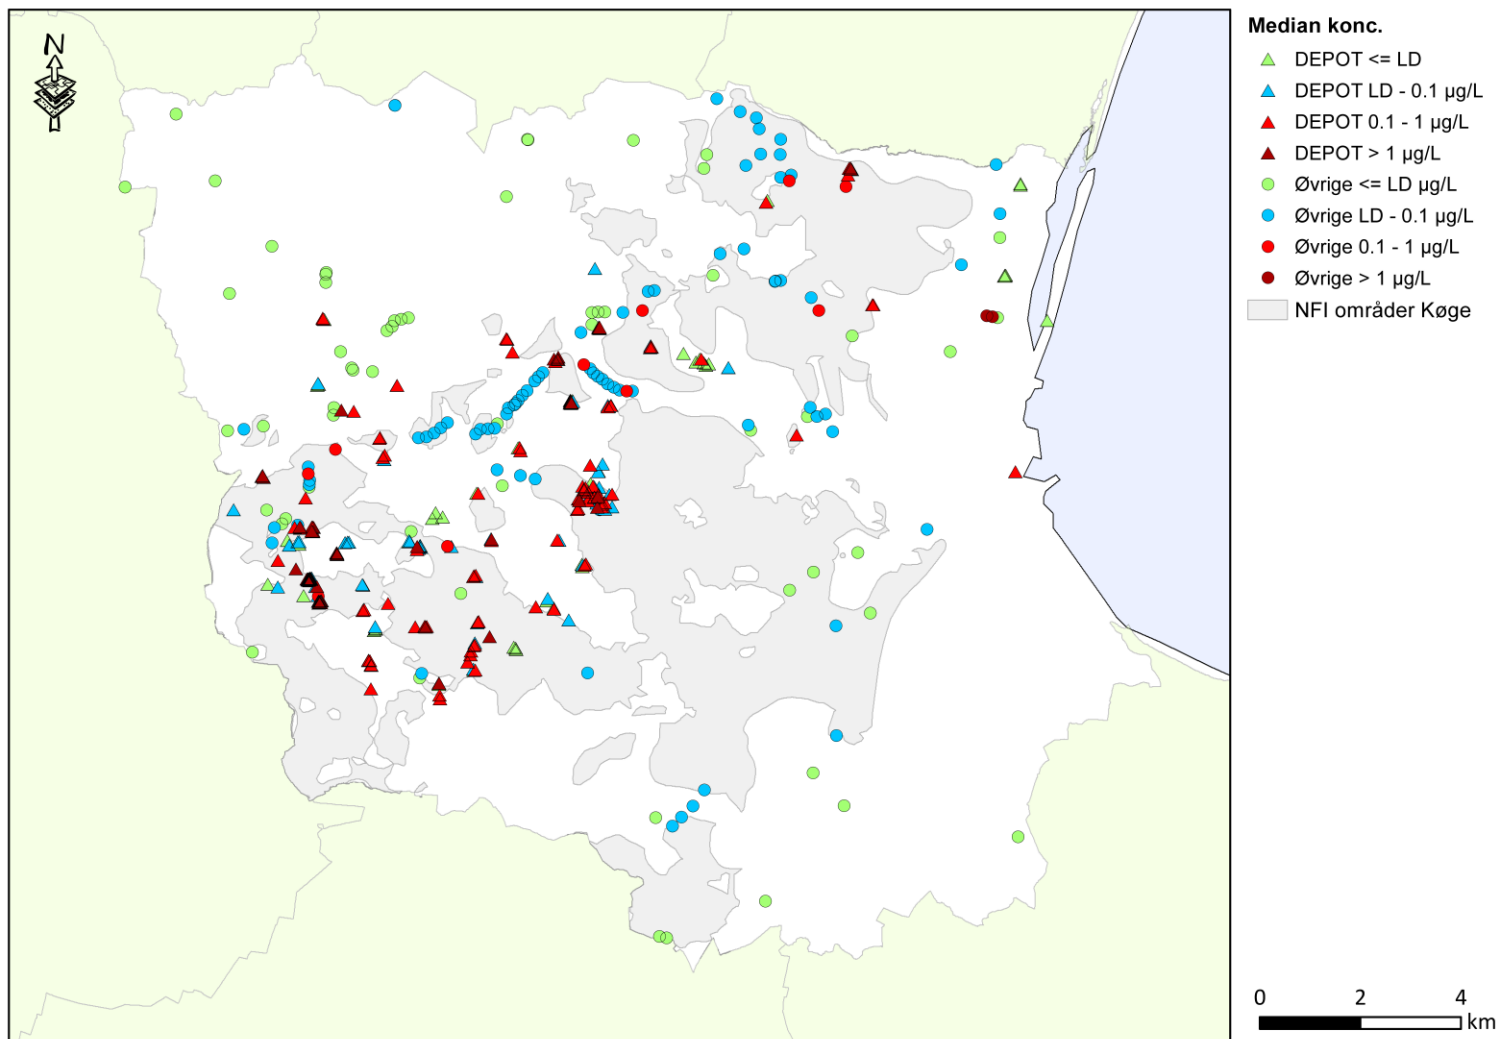 N
Median konc.
DEPOT <= LD
DEPOT LD - 0.1 µg/L
DEPOT 0.1 - 1 µg/L
DEPOT > 1 µg/L
Øvrige <= LD µg/L
Øvrige LD - 0.1 µg/L
Øvrige 0.1 - 1 µg/L
Øvrige > 1 µg/L
NFI områder Køge
0 2 4
km